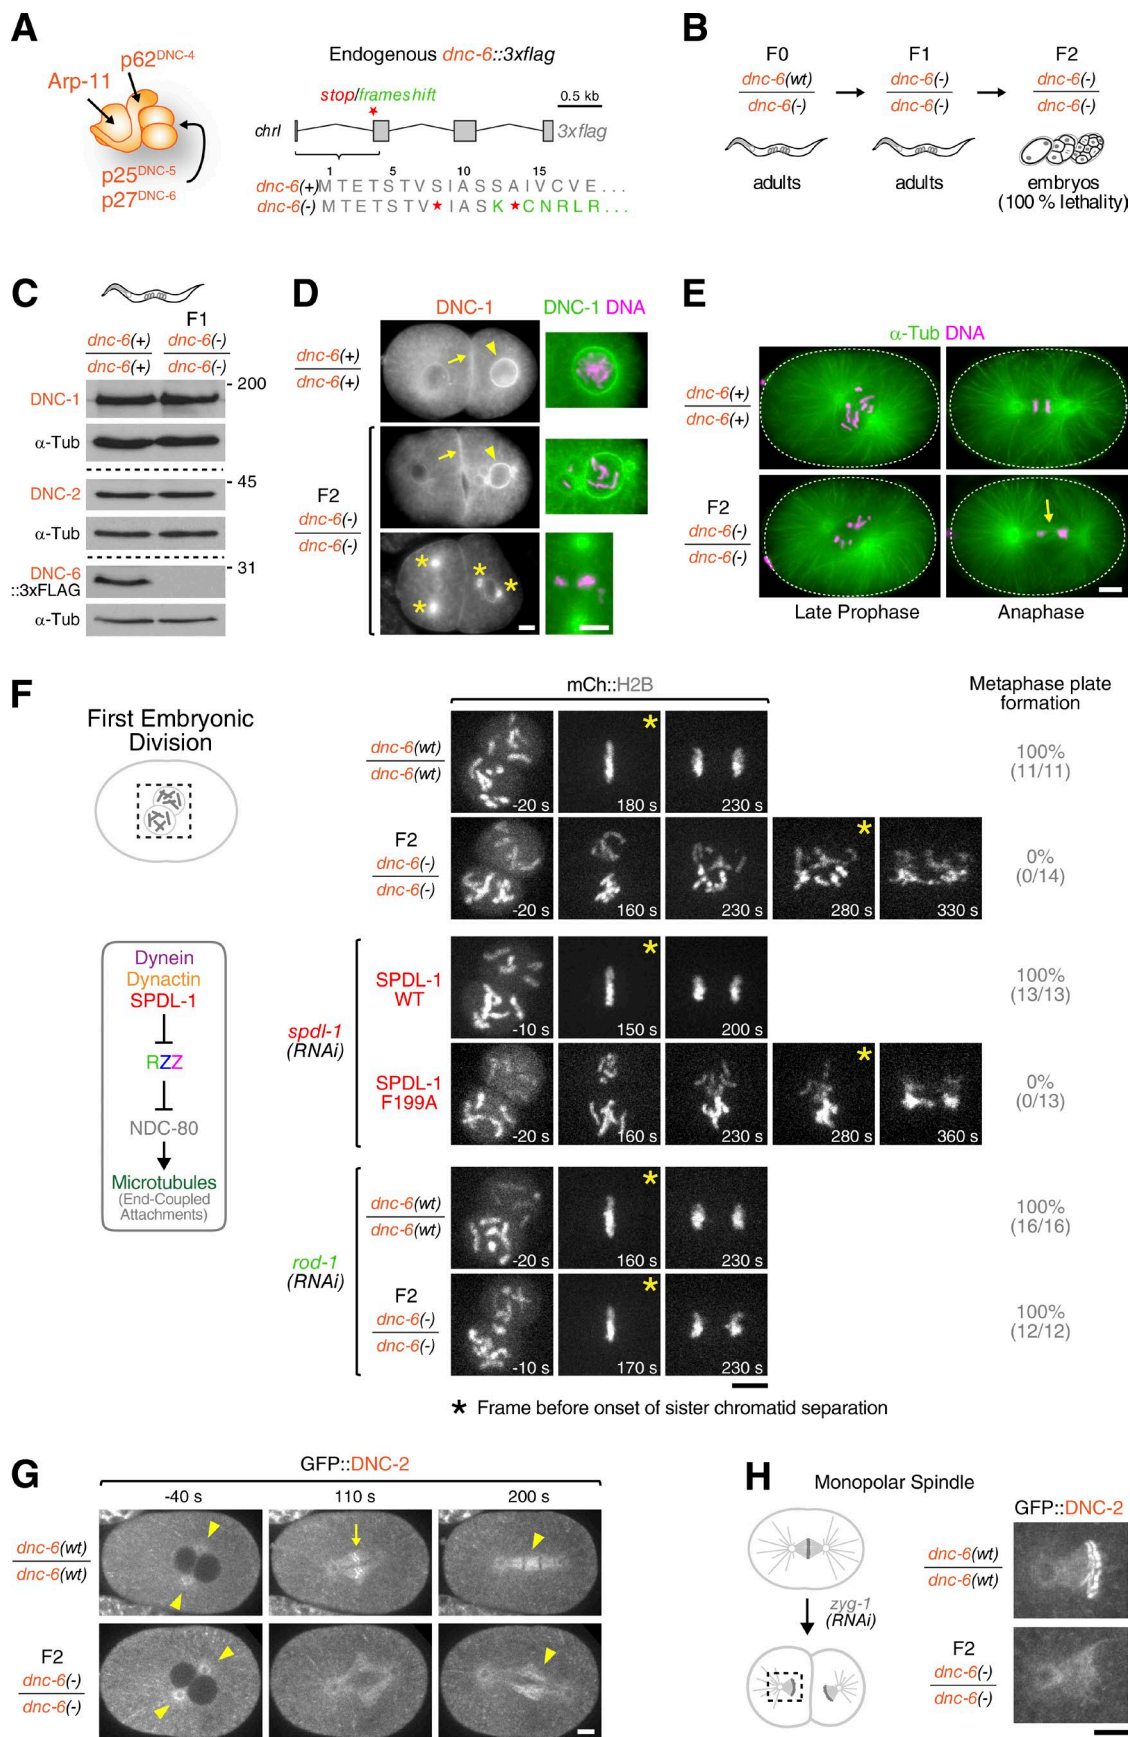 A
p62DNC-4
Arp-11
p25DNC-5
p27DNC-6
Endogenous dnc-6::3xflag
stop/frameshift
0.5 kb
chrI
3xflag
1 5 10 15
dnc-6(+) M T E T S T V S I A S S A I V C V E . . .
dnc-6(-) M T E T S T V ★ I A S K ★ C N R L R . . .
B
F0 F1 F2
dnc-6(wt) dnc-6(-) dnc-6(-)
dnc-6(-) dnc-6(-) dnc-6(-)
adults adults embryos
(100 % lethality)
C
F1
dnc-6(+) dnc-6(-)
dnc-6(+) dnc-6(-)
- 200
DNC-1
α-Tub
- 45
DNC-2
α-Tub
- 31
DNC-6
::3xFLAG
α-Tub
D
DNC-1 DNC-1 DNA
dnc-6(+)
dnc-6(+)
F2
dnc-6(-)
dnc-6(-)
E
α-Tub DNA
dnc-6(+)
dnc-6(+)
F2
dnc-6(-)
dnc-6(-)
Late Prophase Anaphase
F
First Embryonic
Division
mCh::H2B
Metaphase plate
formation
dnc-6(wt)
dnc-6(wt)
-20 s 180 s 230 s
100%
(11/11)
F2
dnc-6(-)
dnc-6(-)
-20 s 160 s 230 s 280 s 330 s
0%
(0/14)
Dynein
Dynactin
SPDL-1
RZZ
NDC-80
Microtubules
(End-Coupled
Attachments)
spdl-1
(RNAi)
SPDL-1
WT
-10 s 150 s 200 s
100%
(13/13)
SPDL-1
F199A
-20 s 160 s 230 s 280 s 360 s
0%
(0/13)
rod-1
(RNAi)
dnc-6(wt)
dnc-6(wt)
-20 s 160 s 230 s
100%
(16/16)
F2
dnc-6(-)
dnc-6(-)
-10 s 170 s 230 s
100%
(12/12)
* Frame before onset of sister chromatid separation
G
GFP::DNC-2
-40 s 110 s 200 s
dnc-6(wt)
dnc-6(wt)
F2
dnc-6(-)
dnc-6(-)
H
Monopolar Spindle
GFP::DNC-2
zyg-1
(RNAi)
dnc-6(wt)
dnc-6(wt)
F2
dnc-6(-)
dnc-6(-)